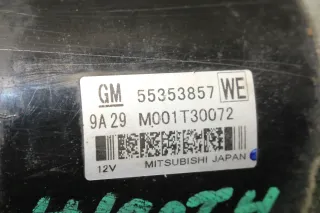 GM 55353857 WE
9A29 M001T30072
12V MITSUBISHI JAPAN